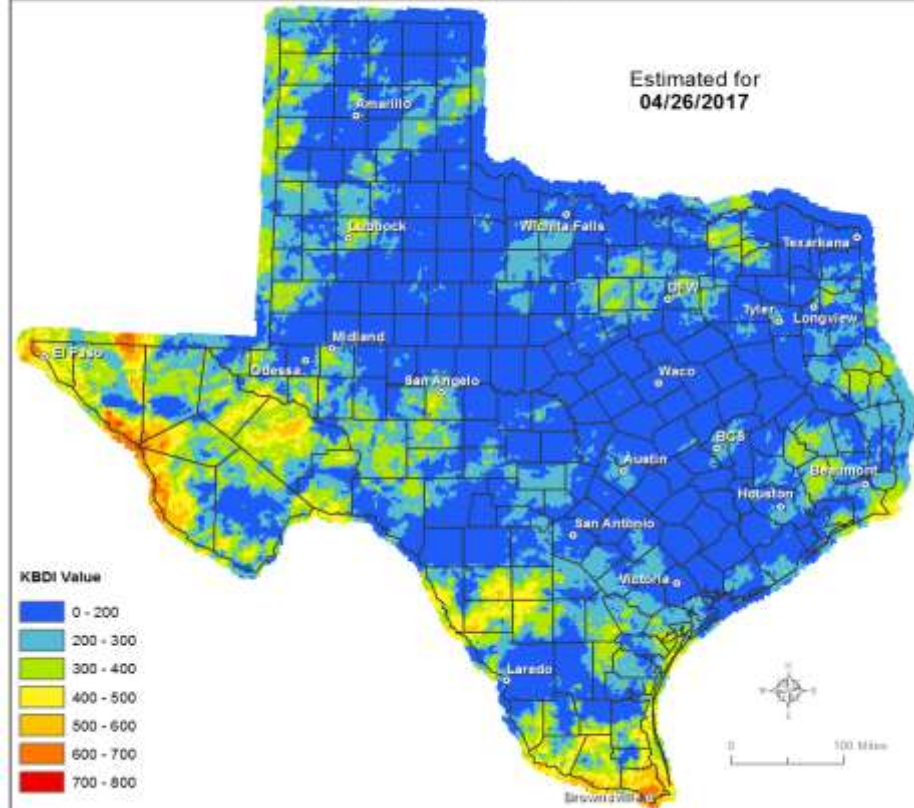 Estimated for
04/26/2017
Amarillo
Lubbock
Wichita Falls
Texarkana
DFW
Tyler
Longview
El Paso
Midland
Odessa
San Angelo
Waco
BCS
Austin
Beaumont
Houston
San Antonio
Victoria
Laredo
Brownsville
KBDI Value
0 - 200
200 - 300
300 - 400
400 - 500
500 - 600
600 - 700
700 - 800
0 100 Miles